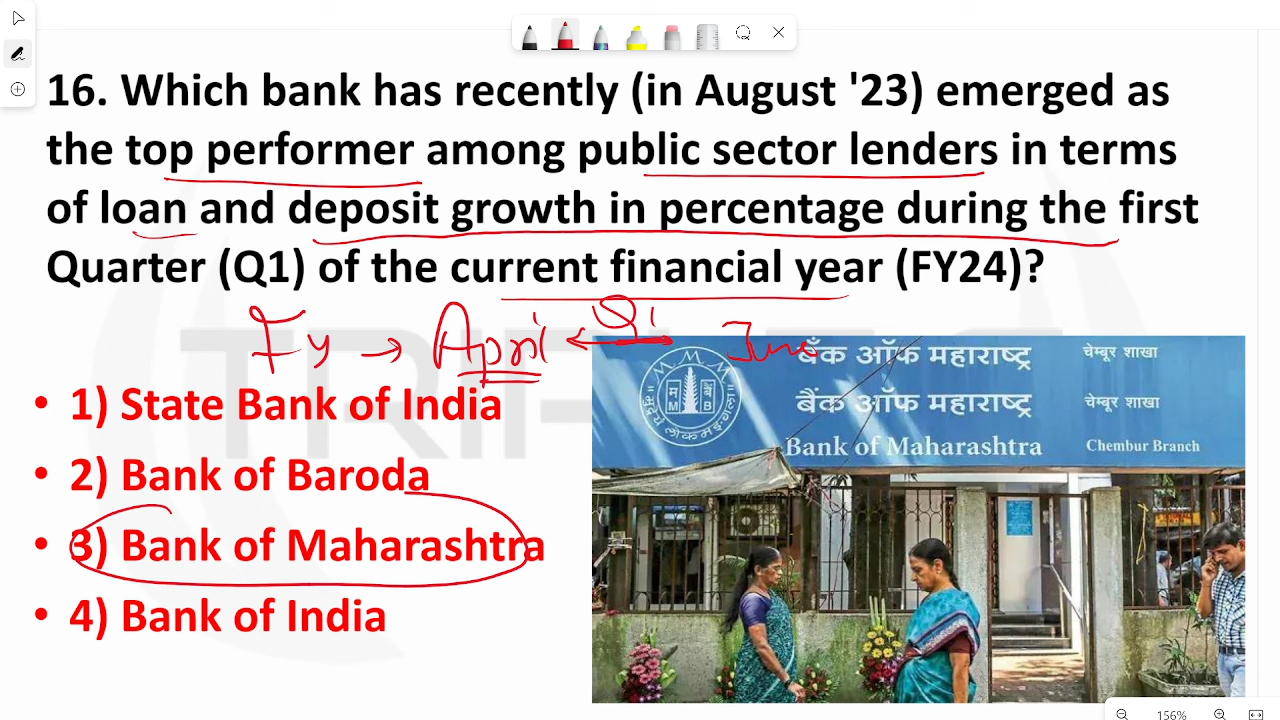 16. Which bank has recently (in August '23) emerged as
the top performer among public sector lenders in terms
of loan and deposit growth in percentage during the first
Quarter (Q1) of the current financial year (FY24)?
Fy → April ← Q1 June
• 1) State Bank of India
• 2) Bank of Baroda
• 3) Bank of Maharashtra
• 4) Bank of India
बँक ऑफ महाराष्ट्र चेम्बूर शाखा
बैंक ऑफ महाराष्ट्र चेम्बूर शाखा
Bank of Maharashtra Chembur Branch
156%